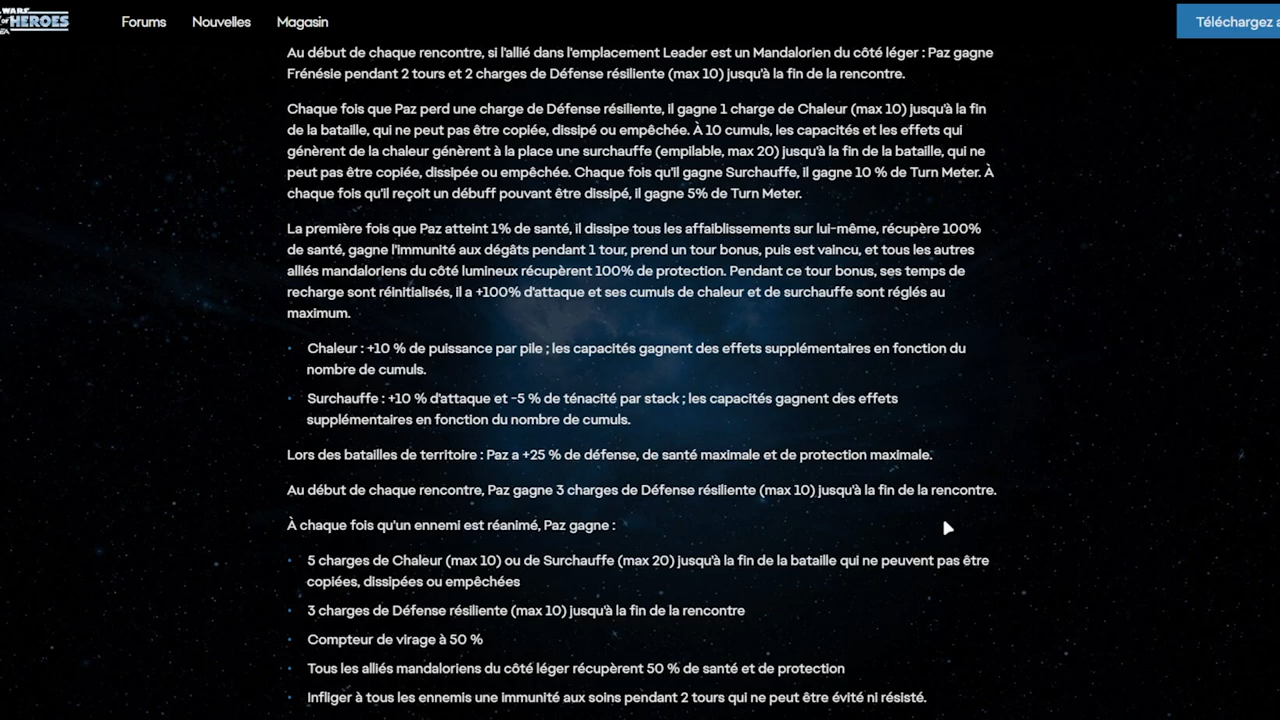 WARS
OF HEROES
EA
Forums
Nouvelles
Magasin
Téléchargez
Au début de chaque rencontre, si l'allié dans l'emplacement Leader est un Mandalorien du côté léger : Paz gagne
Frénésie pendant 2 tours et 2 charges de Défense résiliente (max 10) jusqu'à la fin de la rencontre.
Chaque fois que Paz perd une charge de Défense résiliente, il gagne 1 charge de Chaleur (max 10) jusqu'à la fin
de la bataille, qui ne peut pas être copiée, dissipé ou empêchée. À 10 cumuls, les capacités et les effets qui
génèrent de la chaleur génèrent à la place une surchauffe (empilable, max 20) jusqu'à la fin de la bataille, qui ne
peut pas être copiée, dissipée ou empêchée. Chaque fois qu'il gagne Surchauffe, il gagne 10 % de Turn Meter. À
chaque fois qu'il reçoit un débuff pouvant être dissipé, il gagne 5% de Turn Meter.
La première fois que Paz atteint 1% de santé, il dissipe tous les affaiblissements sur lui-même, récupère 100%
de santé, gagne l'immunité aux dégâts pendant 1 tour, prend un tour bonus, puis est vaincu, et tous les autres
alliés mandaloriens du côté lumineux récupèrent 100% de protection. Pendant ce tour bonus, ses temps de
recharge sont réinitialisés, il a +100% d'attaque et ses cumuls de chaleur et de surchauffe sont réglés au
maximum.
• Chaleur : +10 % de puissance par pile ; les capacités gagnent des effets supplémentaires en fonction du
nombre de cumuls.
• Surchauffe : +10 % d'attaque et -5 % de ténacité par stack ; les capacités gagnent des effets
supplémentaires en fonction du nombre de cumuls.
Lors des batailles de territoire : Paz a +25 % de défense, de santé maximale et de protection maximale.
Au début de chaque rencontre, Paz gagne 3 charges de Défense résiliente (max 10) jusqu'à la fin de la rencontre.
À chaque fois qu'un ennemi est réanimé, Paz gagne :
• 5 charges de Chaleur (max 10) ou de Surchauffe (max 20) jusqu'à la fin de la bataille qui ne peuvent pas être
copiées, dissipées ou empêchées
• 3 charges de Défense résiliente (max 10) jusqu'à la fin de la rencontre
• Compteur de virage à 50 %
• Tous les alliés mandaloriens du côté léger récupèrent 50 % de santé et de protection
• Infliger à tous les ennemis une immunité aux soins pendant 2 tours qui ne peut être évité ni résisté.